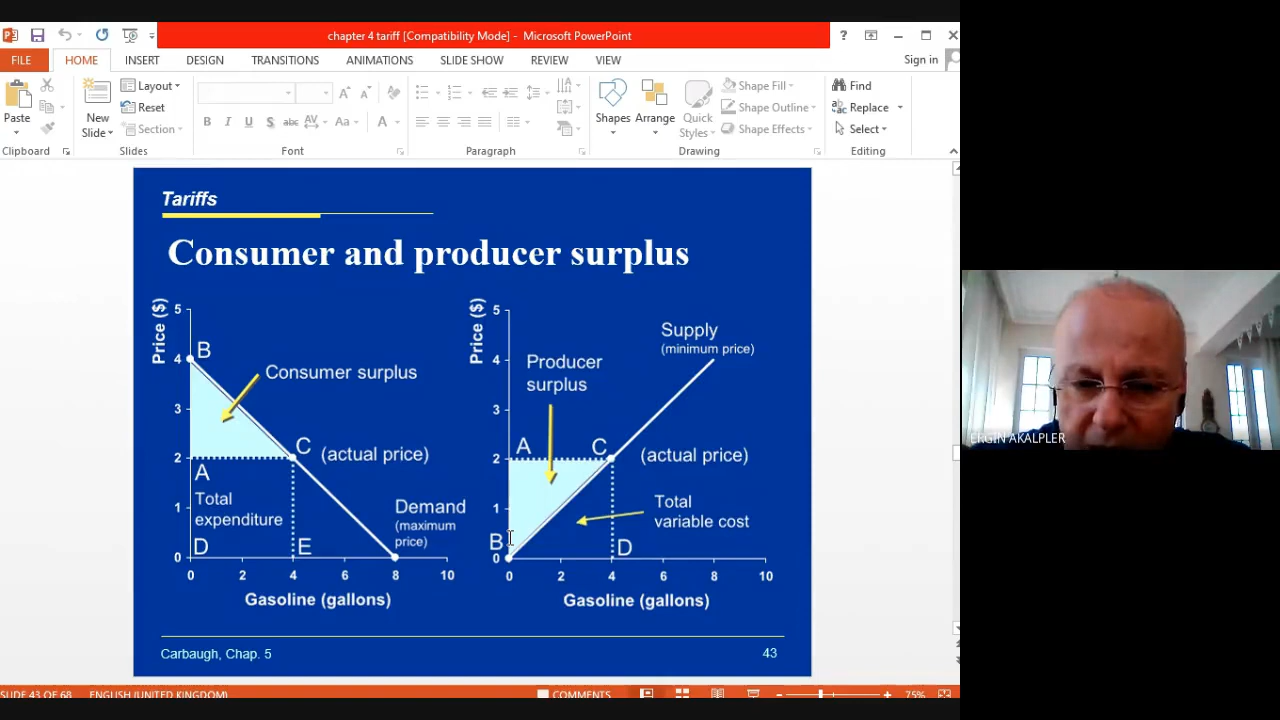 chapter 4 tariff [Compatibility Mode] - Microsoft PowerPoint
?
FILE
HOME
INSERT
DESIGN
TRANSITIONS
ANIMATIONS
SLIDE SHOW
REVIEW
VIEW
Sign in
Paste
Clipboard
New
Slide
Layout
Reset
Section
Slides
B I U S abc AV Aa A
Font
Paragraph
Shapes
Arrange
Quick
Styles
Shape Fill
Shape Outline
Shape Effects
Drawing
Find
Replace
Select
Editing
Tariffs
Consumer and producer surplus
Price ($)
5
4
3
2
1
0
B
Consumer surplus
C
(actual price)
A
Total
expenditure
D
E
Demand
(maximum
price)
0 2 4 6 8 10
Gasoline (gallons)
Price ($)
5
4
3
2
1
0
Supply
(minimum price)
Producer
surplus
A
C
(actual price)
Total
variable cost
B
D
0 2 4 6 8 10
Gasoline (gallons)
Carbaugh, Chap. 5
43
SLIDE 43 OF 68
ENGLISH (UNITED KINGDOM)
COMMENTS
75%
ERGIN AKALPLER